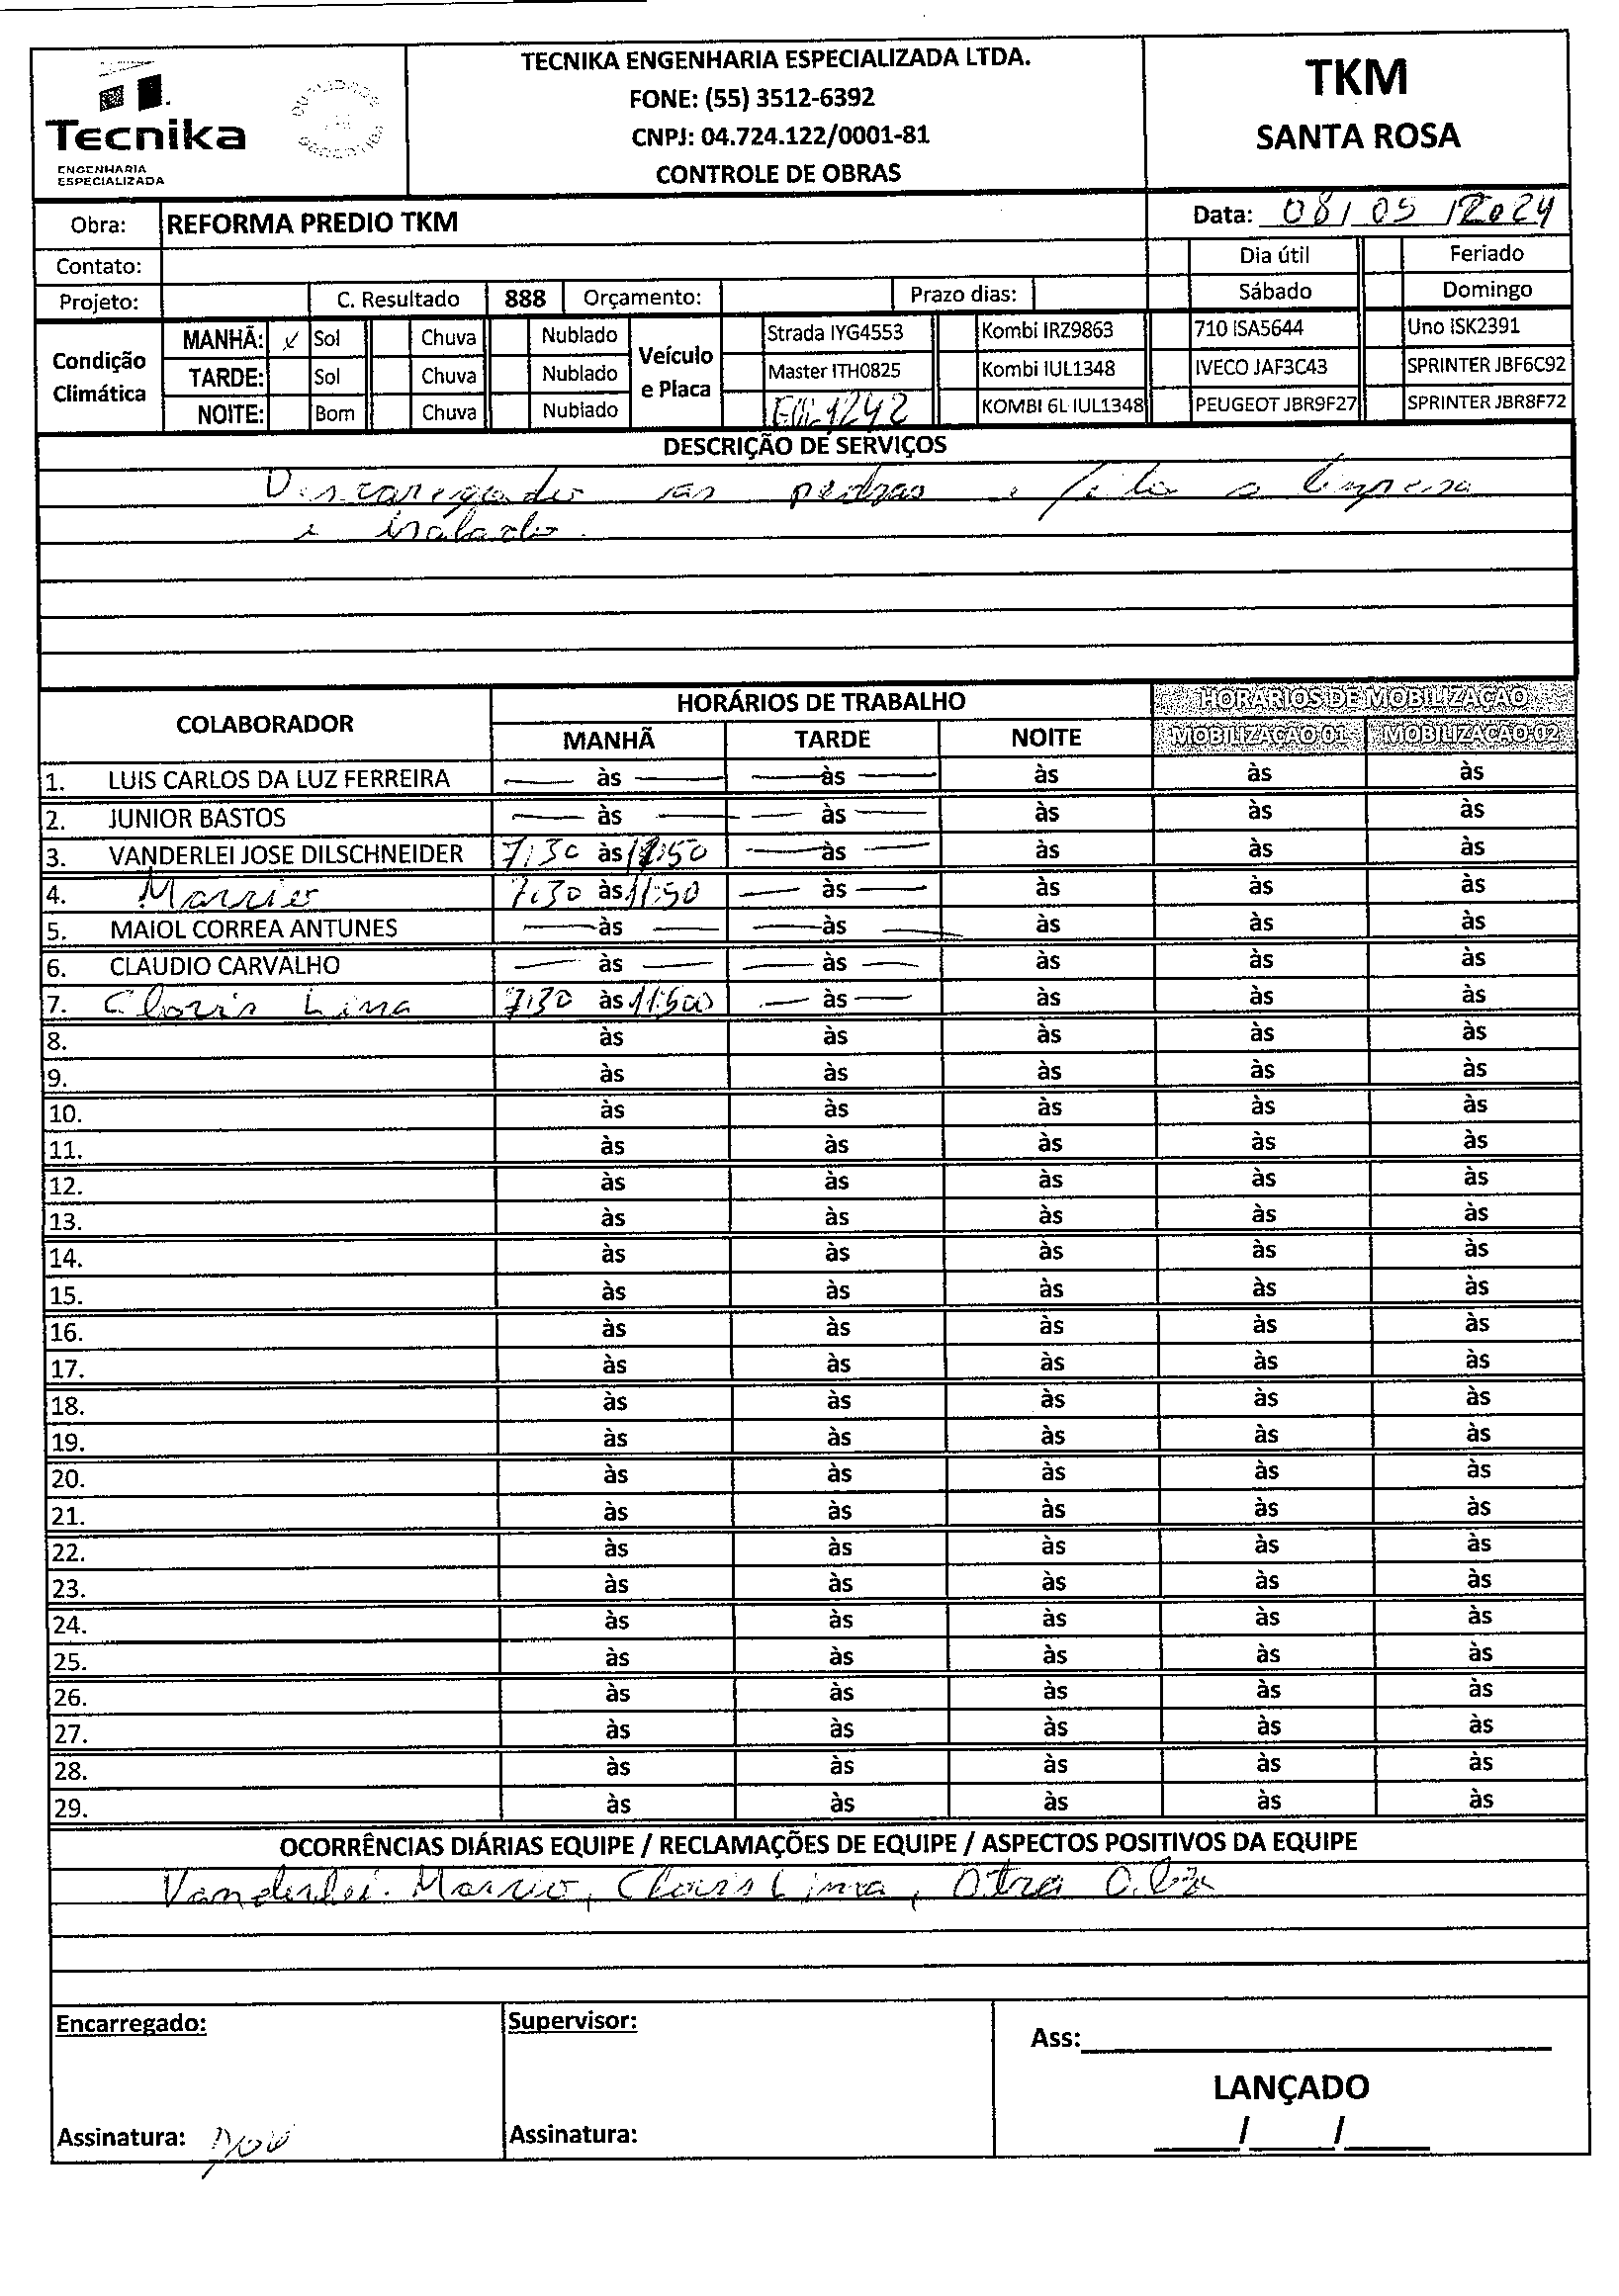 TECNIKA ENGENHARIA ESPECIALIZADA LTDA.
FONE: (55) 3512-6392
CNPJ: 04.724.122/0001-81
CONTROLE DE OBRAS
Tecnika
ENGENHARIA
ESPECIALIZADA
TKM
SANTA ROSA
Obra: REFORMA PREDIO TKM Data: 08/05/2024
Contato: Dia útil Feriado
Projeto: C. Resultado 888 Orçamento: Prazo dias: Sábado Domingo
Condição Climática
MANHÃ: x Sol Chuva Nublado
TARDE: Sol Chuva Nublado
NOITE: Bom Chuva Nublado
Veículo e Placa
Strada IYG4553 Kombi IRZ9863 710 ISA5644 Uno ISK2391
Master ITH0825 Kombi IUL1348 IVECO JAF3C43 SPRINTER JBF6C92
1242 KOMBI 6L IUL1348 PEUGEOT JBR9F27 SPRINTER JBR8F72
DESCRIÇÃO DE SERVIÇOS
Descaregado as pedras e feito a limpesa
e isolado.
COLABORADOR HORÁRIOS DE TRABALHO HORARIOS DE MOBILIZAÇAO
MANHÃ TARDE NOITE MOBILIZAÇAO 01 MOBILIZAÇAO 02
1. LUIS CARLOS DA LUZ FERREIRA — às — — às — às às às
2. JUNIOR BASTOS — às — — às — às às às
3. VANDERLEI JOSE DILSCHNEIDER 7:30 às 11:50 — às — às às às
4. Marrio 7:30 às 11:50 — às — às às às
5. MAIOL CORREA ANTUNES — às — — às — às às às
6. CLAUDIO CARVALHO — às — — às — às às às
7. Clovis Lima 7:30 às 11:500 — às — às às às
8. às às às às às
9. às às às às às
10. às às às às às
11. às às às às às
12. às às às às às
13. às às às às às
14. às às às às às
15. às às às às às
16. às às às às às
17. às às às às às
18. às às às às às
19. às às às às às
20. às às às às às
21. às às às às às
22. às às às às às
23. às às às às às
24. às às às às às
25. às às às às às
26. às às às às às
27. às às às às às
28. às às às às às
29. às às às às às
OCORRÊNCIAS DIÁRIAS EQUIPE / RECLAMAÇÕES DE EQUIPE / ASPECTOS POSITIVOS DA EQUIPE
Vanderlei. Marrio, Clovis Lima, Otra Obra
Encarregado: Supervisor: Ass:
LANÇADO
Assinatura: Assinatura: / /